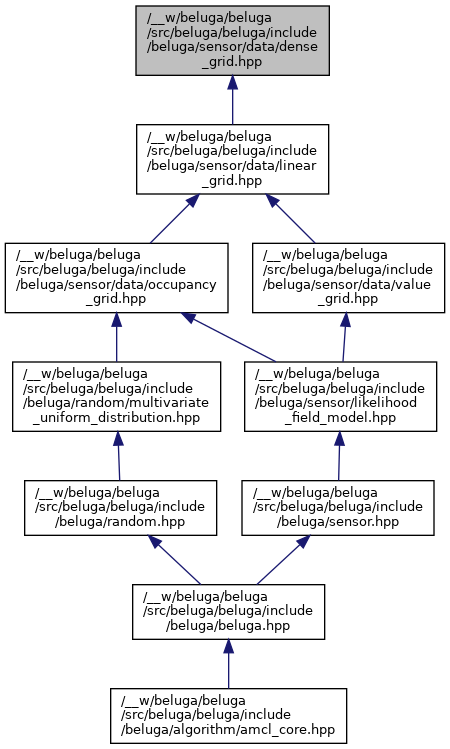 /__w/beluga/beluga
/src/beluga/beluga/include
/beluga/sensor/data/dense
_grid.hpp
/__w/beluga/beluga
/src/beluga/beluga/include
/beluga/sensor/data/linear
_grid.hpp
/__w/beluga/beluga
/src/beluga/beluga/include
/beluga/sensor/data/occupancy
_grid.hpp
/__w/beluga/beluga
/src/beluga/beluga/include
/beluga/sensor/data/value
_grid.hpp
/__w/beluga/beluga
/src/beluga/beluga/include
/beluga/random/multivariate
_uniform_distribution.hpp
/__w/beluga/beluga
/src/beluga/beluga/include
/beluga/sensor/likelihood
_field_model.hpp
/__w/beluga/beluga
/src/beluga/beluga/include
/beluga/random.hpp
/__w/beluga/beluga
/src/beluga/beluga/include
/beluga/sensor.hpp
/__w/beluga/beluga
/src/beluga/beluga/include
/beluga/beluga.hpp
/__w/beluga/beluga
/src/beluga/beluga/include
/beluga/algorithm/amcl_core.hpp